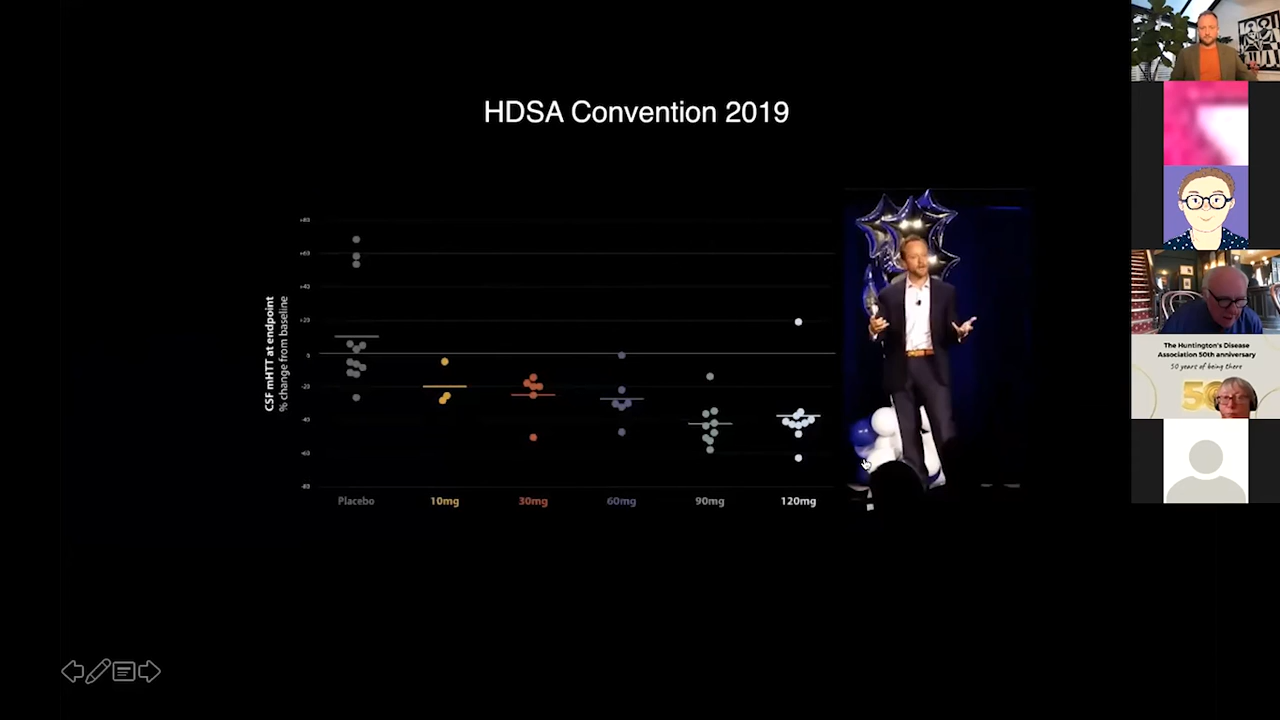 HDSA Convention 2019
CSF mHTT at endpoint
% change from baseline
+80
+60
+40
+20
0
-20
-40
-60
-80
Placebo
10mg
30mg
60mg
90mg
120mg
The Huntington's Disease
Association 50th anniversary
50 years of being there